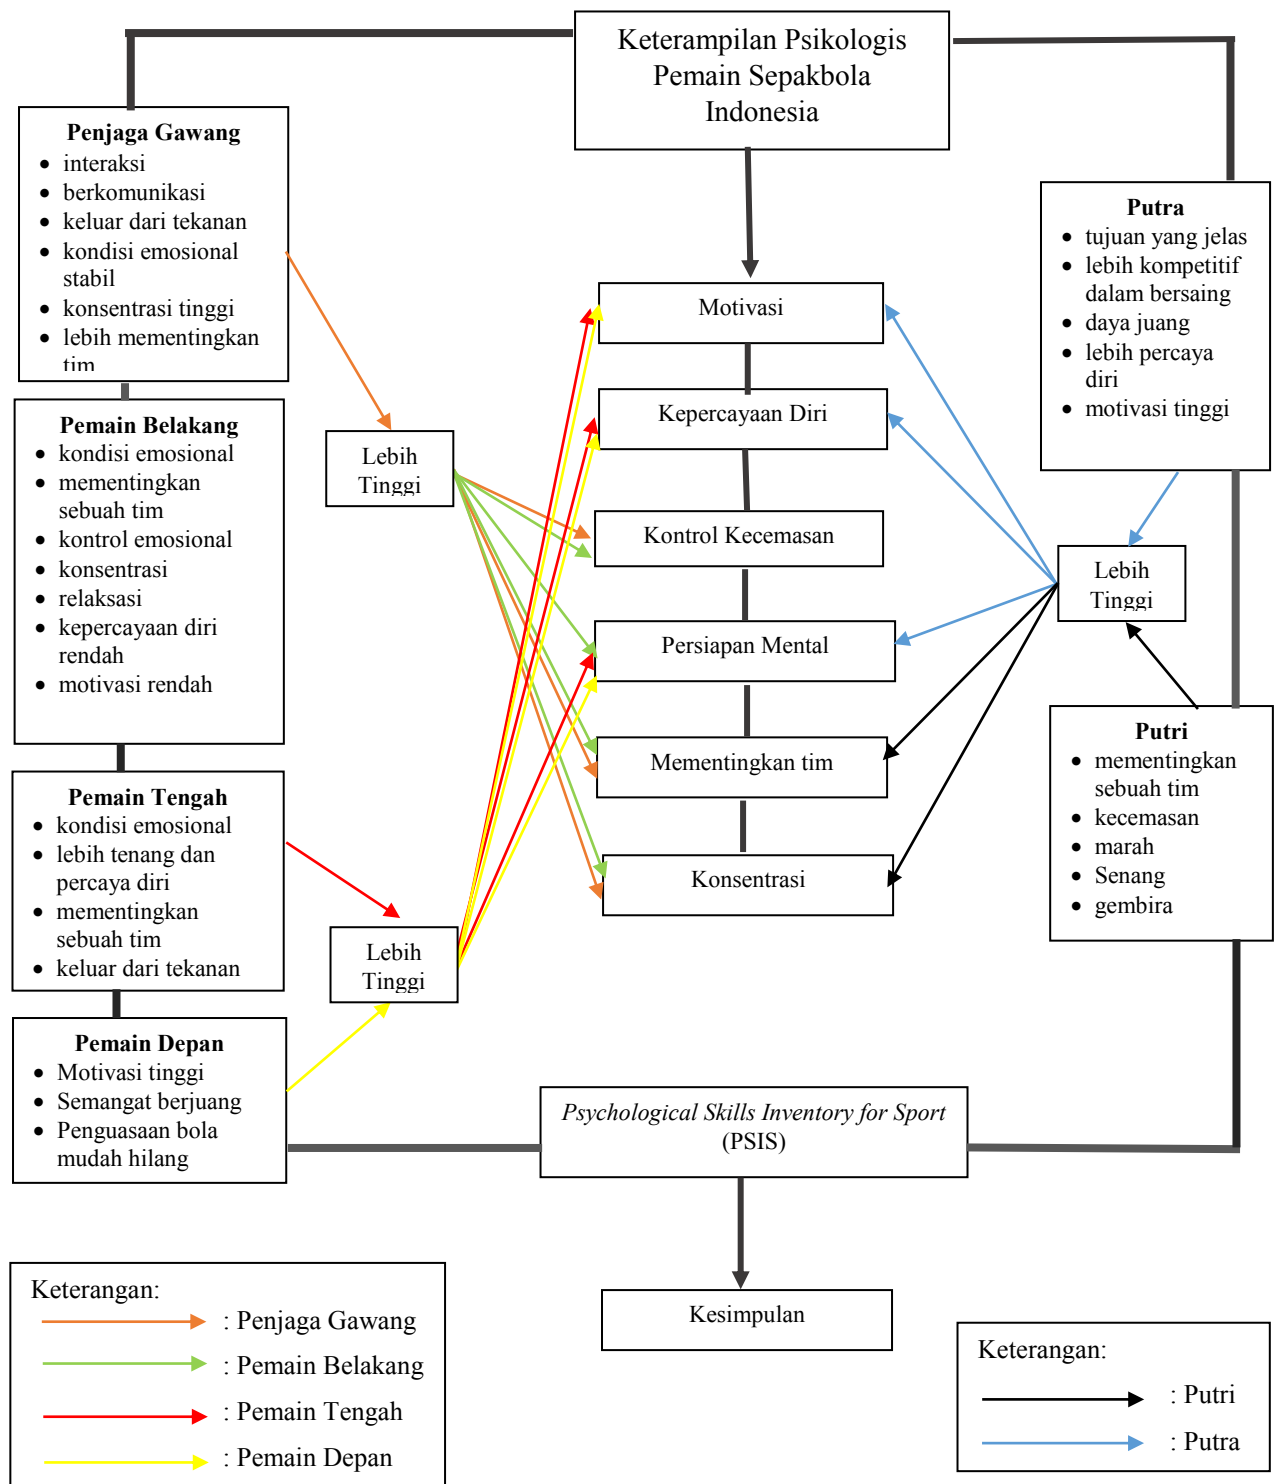 Keterampilan Psikologis
Pemain Sepakbola
Indonesia
Penjaga Gawang
• interaksi
• berkomunikasi
• keluar dari tekanan
• kondisi emosional
stabil
• konsentrasi tinggi
• lebih mementingkan
tim
Pemain Belakang
• kondisi emosional
• mementingkan
sebuah tim
• kontrol emosional
• konsentrasi
• relaksasi
• kepercayaan diri
rendah
• motivasi rendah
Pemain Tengah
• kondisi emosional
• lebih tenang dan
percaya diri
• mementingkan
sebuah tim
• keluar dari tekanan
Pemain Depan
• Motivasi tinggi
• Semangat berjuang
• Penguasaan bola
mudah hilang
Lebih
Tinggi
Lebih
Tinggi
Motivasi
Kepercayaan Diri
Kontrol Kecemasan
Persiapan Mental
Mementingkan tim
Konsentrasi
Putra
• tujuan yang jelas
• lebih kompetitif
dalam bersaing
• daya juang
• lebih percaya
diri
• motivasi tinggi
Lebih
Tinggi
Putri
• mementingkan
sebuah tim
• kecemasan
• marah
• Senang
• gembira
Psychological Skills Inventory for Sport
(PSIS)
Kesimpulan
Keterangan:
: Penjaga Gawang
: Pemain Belakang
: Pemain Tengah
: Pemain Depan
Keterangan:
: Putri
: Putra